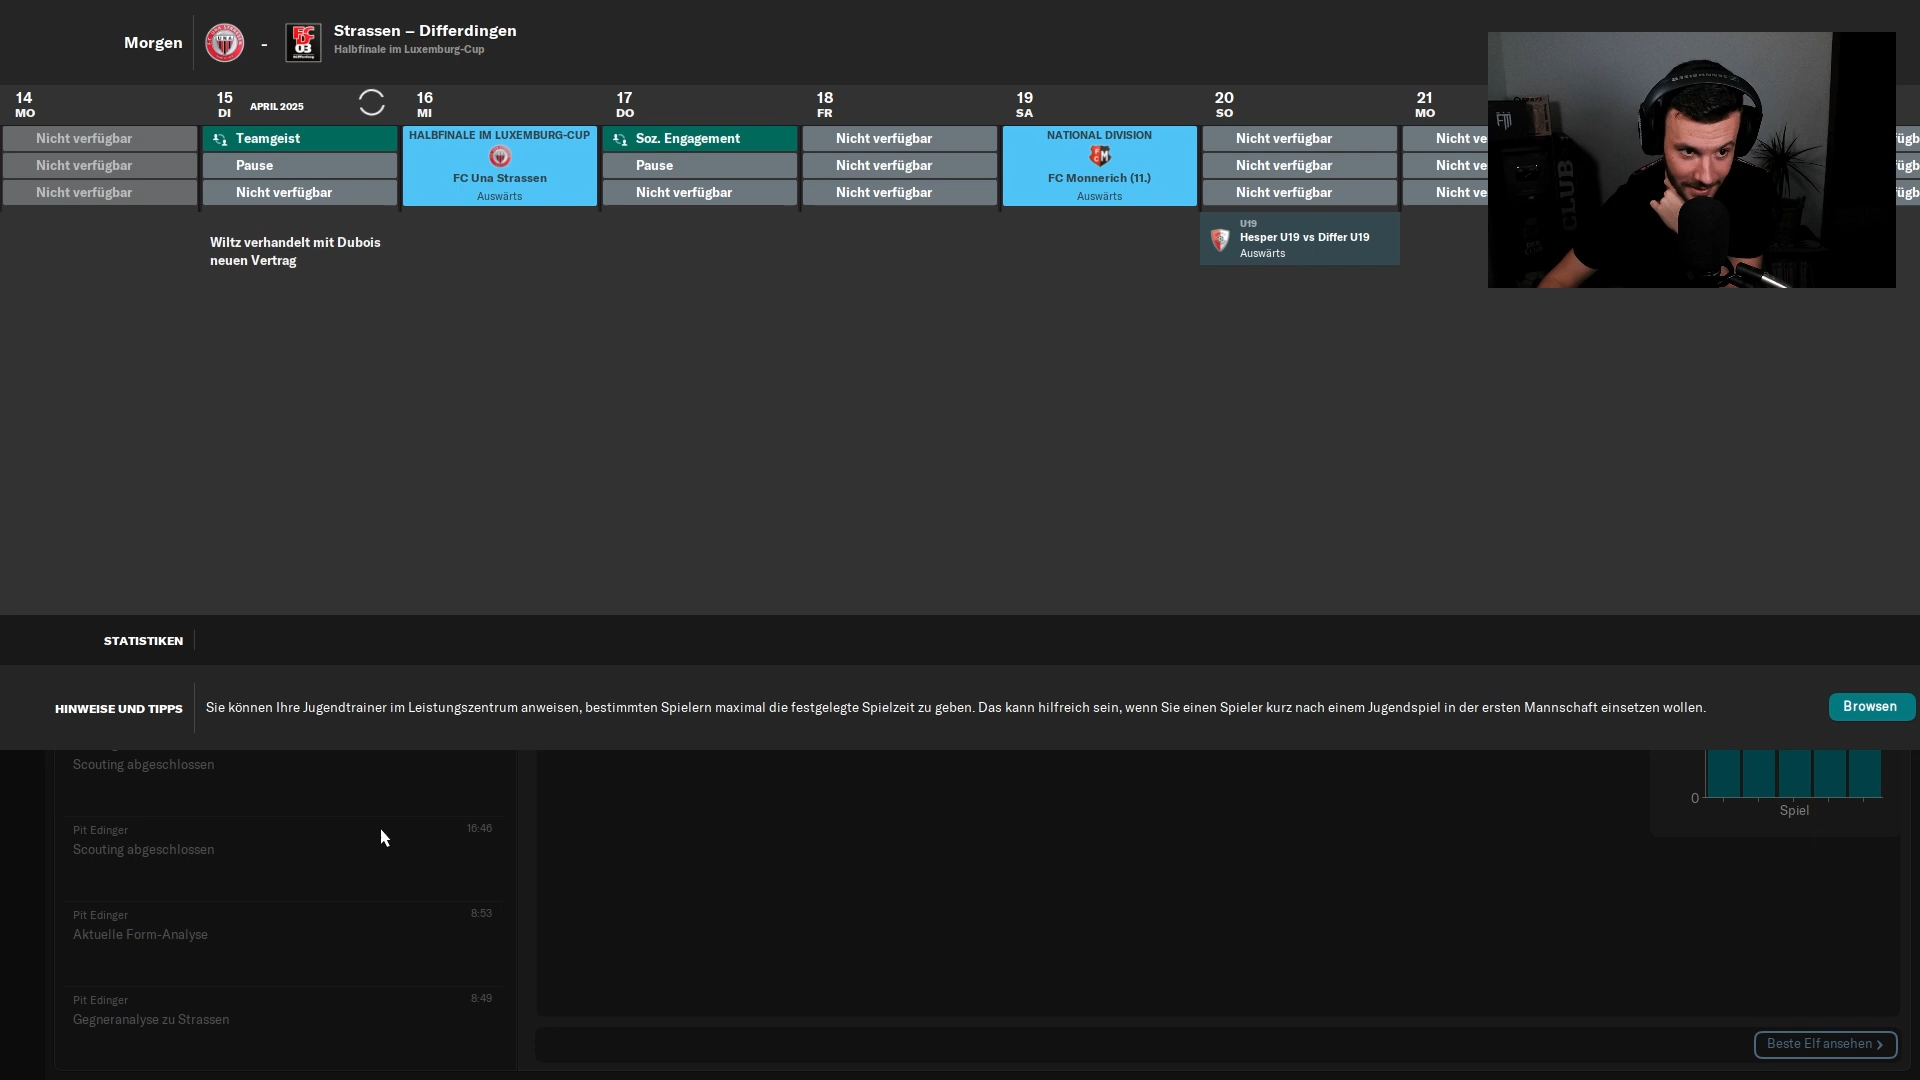 Morgen
-
Strassen – Differdingen
Halbfinale im Luxemburg-Cup
14
MO
15
DI
APRIL 2025
16
MI
17
DO
18
FR
19
SA
20
SO
21
MO
Nicht verfügbar
Nicht verfügbar
Nicht verfügbar
Teamgeist
Pause
Nicht verfügbar
HALBFINALE IM LUXEMBURG-CUP
FC Una Strassen
Auswärts
Soz. Engagement
Pause
Nicht verfügbar
Nicht verfügbar
Nicht verfügbar
Nicht verfügbar
NATIONAL DIVISION
FC Monnerich (11.)
Auswärts
Nicht verfügbar
Nicht verfügbar
Nicht verfügbar
Nicht ve
Nicht ve
Nicht ve
Wiltz verhandelt mit Dubois
neuen Vertrag
U19
Hesper U19 vs Differ U19
Auswärts
CLUB
STATISTIKEN
HINWEISE UND TIPPS
Sie können Ihre Jugendtrainer im Leistungszentrum anweisen, bestimmten Spielern maximal die festgelegte Spielzeit zu geben. Das kann hilfreich sein, wenn Sie einen Spieler kurz nach einem Jugendspiel in der ersten Mannschaft einsetzen wollen.
Browsen
Scouting abgeschlossen
Pit Edinger
16:46
Scouting abgeschlossen
Pit Edinger
8:53
Aktuelle Form-Analyse
Pit Edinger
8:49
Gegneranalyse zu Strassen
0
Spiel
Beste Elf ansehen